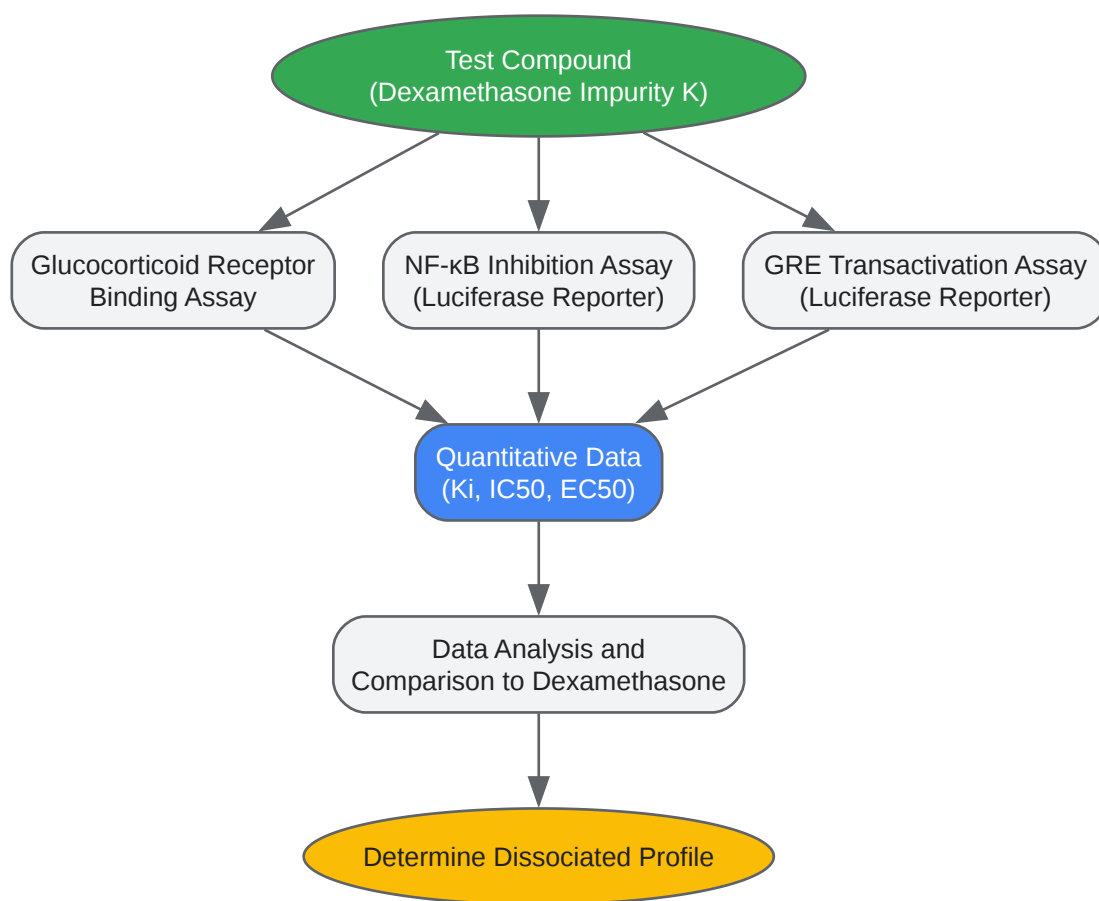 Test Compound
(Dexamethasone Impurity K)
Glucocorticoid Receptor
Binding Assay
NF-κB Inhibition Assay
(Luciferase Reporter)
GRE Transactivation Assay
(Luciferase Reporter)
Quantitative Data
(Ki, IC50, EC50)
Data Analysis and
Comparison to Dexamethasone
Determine Dissociated Profile